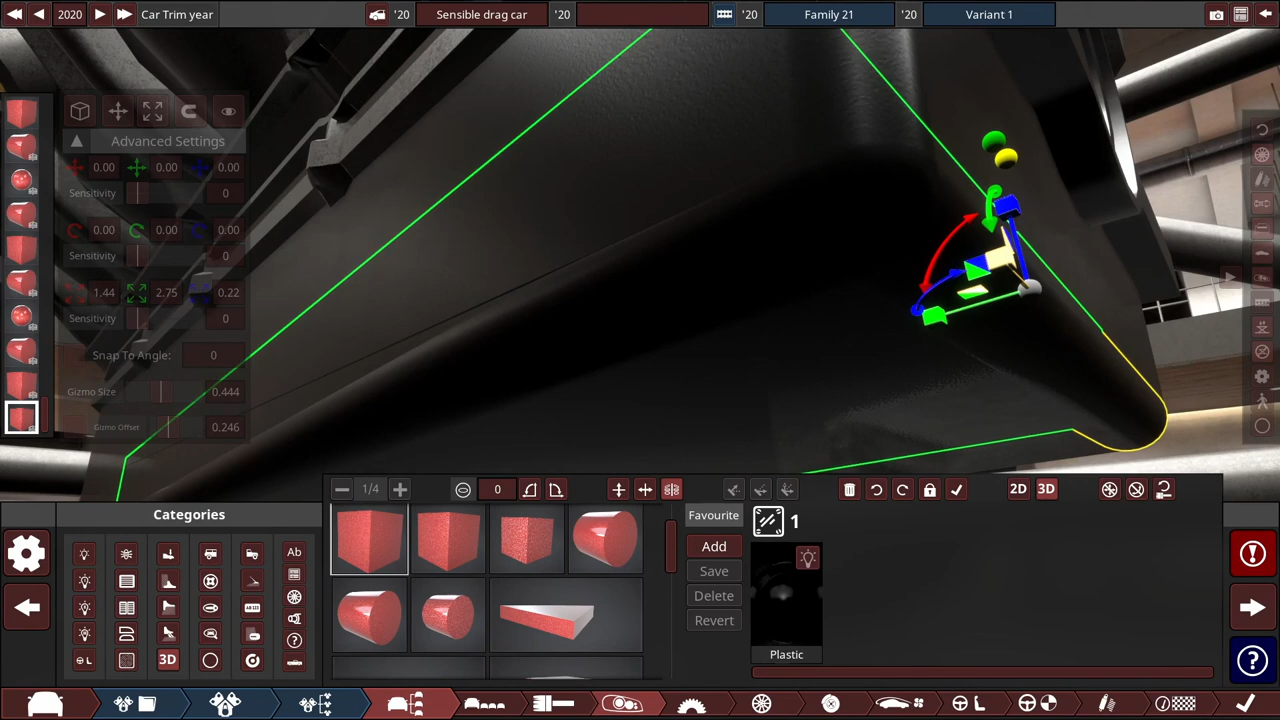 2020 Car Trim year '20 Sensible drag car '20 '20 Family 21 '20 Variant 1
Advanced Settings
0.00 0.00 0.00
Sensitivity 0
0.00 0.00 0.00
Sensitivity 0
1.44 2.75 0.22
Sensitivity 0
Snap To Angle: 0
Gizmo Size 0.444
Gizmo Offset 0.246
1/4 0 2D 3D
Categories
Favourite 1
Add
Save
Delete
Revert
Plastic
Ab
L 3D